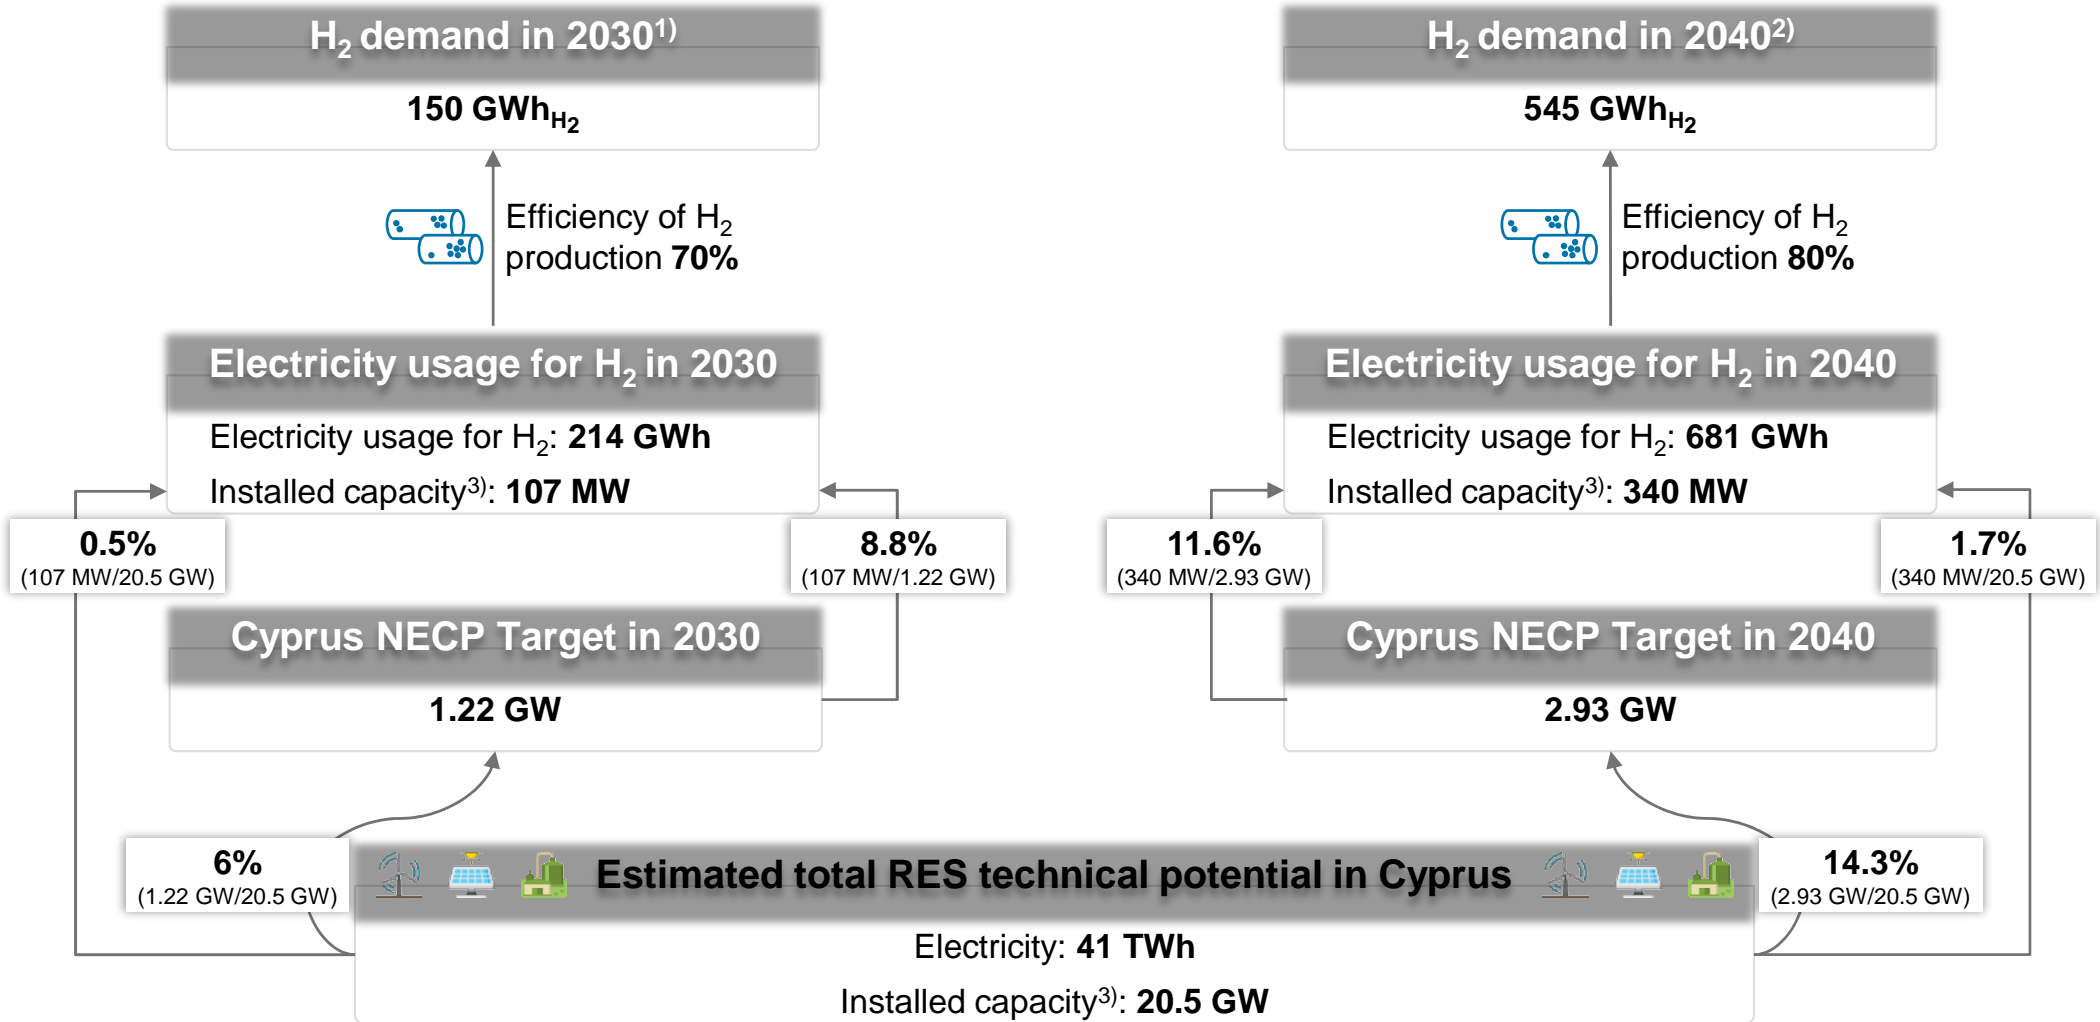 H2 demand in 2030¹⁾
150 GWhH2
Efficiency of H2
production 70%
Electricity usage for H2 in 2030
Electricity usage for H2: 214 GWh
Installed capacity³⁾: 107 MW
0.5%
(107 MW/20.5 GW)
8.8%
(107 MW/1.22 GW)
Cyprus NECP Target in 2030
1.22 GW
6%
(1.22 GW/20.5 GW)
H2 demand in 2040²⁾
545 GWhH2
Efficiency of H2
production 80%
Electricity usage for H2 in 2040
Electricity usage for H2: 681 GWh
Installed capacity³⁾: 340 MW
11.6%
(340 MW/2.93 GW)
1.7%
(340 MW/20.5 GW)
Cyprus NECP Target in 2040
2.93 GW
14.3%
(2.93 GW/20.5 GW)
Estimated total RES technical potential in Cyprus
Electricity: 41 TWh
Installed capacity³⁾: 20.5 GW